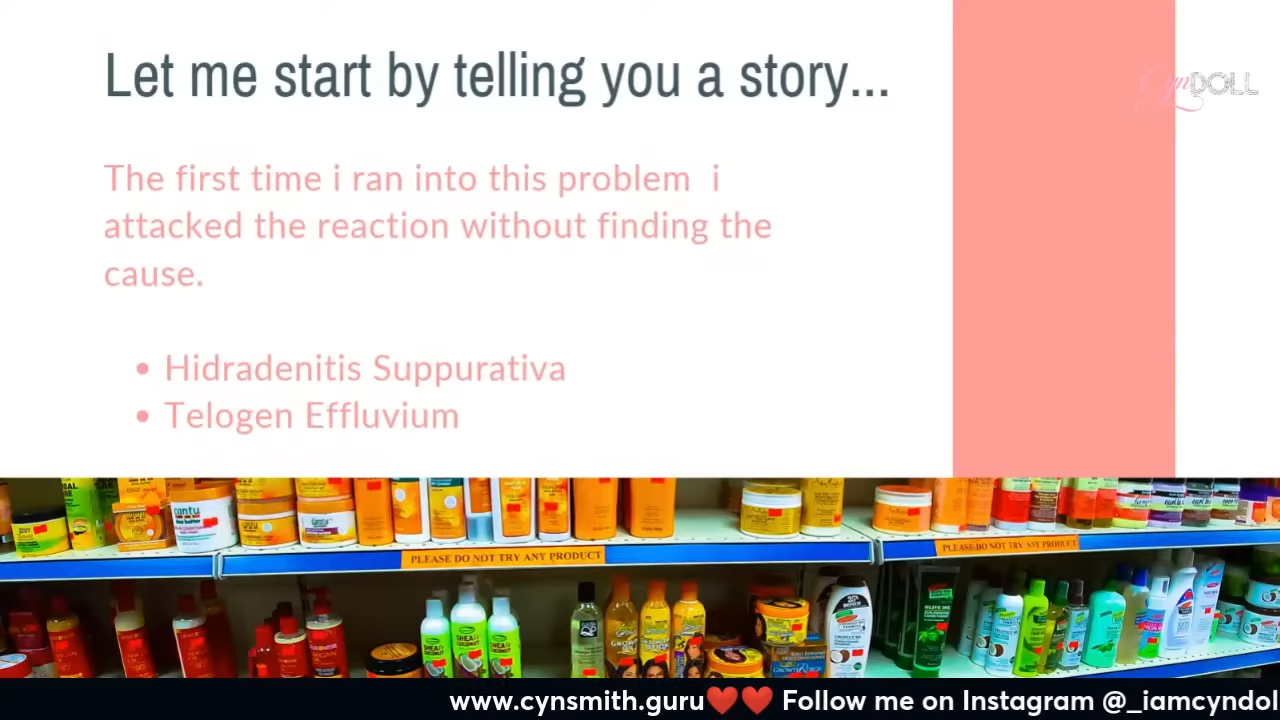 Let me start by telling you a story...
CynDOLL
The first time i ran into this problem i
attacked the reaction without finding the
cause.
• Hidradenitis Suppurativa
• Telogen Effluvium
cantu
cantu
PLEASE DO NOT TRY ANY PRODUCT
PLEASE DO NOT TRY ANY PRODUCT
www.cynsmith.guru❤️❤️ Follow me on Instagram @_iamcyndol